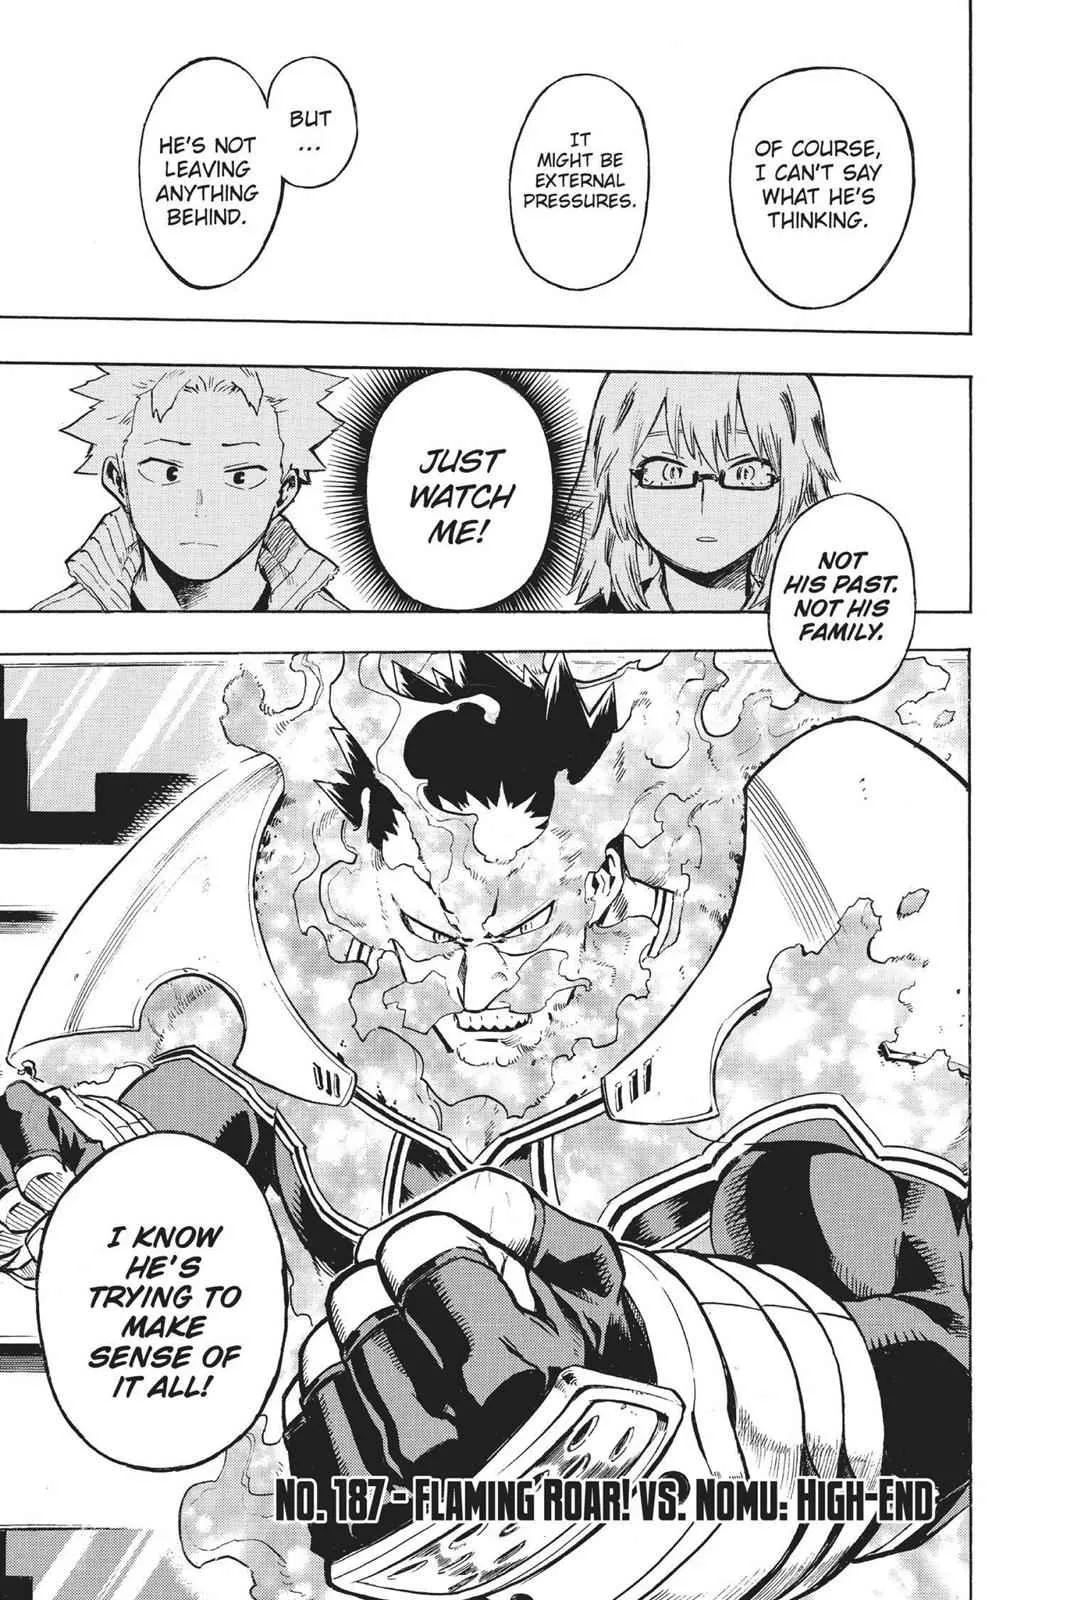 OF COURSE,
I CAN'T SAY
WHAT HE'S
THINKING.
IT
MIGHT BE
EXTERNAL
PRESSURES.
BUT
...
HE'S NOT
LEAVING
ANYTHING
BEHIND.
NOT
HIS PAST.
NOT HIS
FAMILY.
JUST
WATCH
ME!
I KNOW
HE'S
TRYING TO
MAKE
SENSE OF
IT ALL!
NO. 187 - FLAMING ROAR! VS. NOMU: HIGH-END